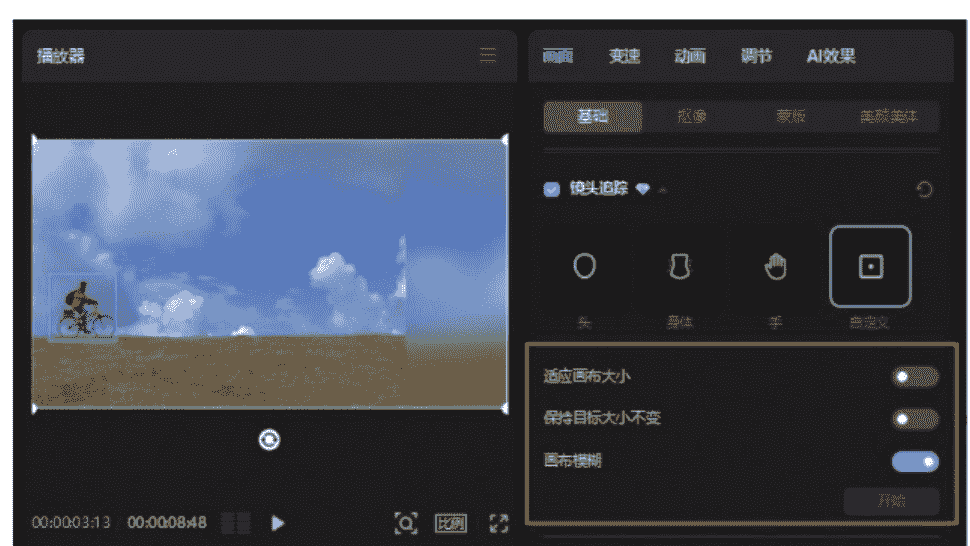 播放器
画面 变速 动画 调节 AI效果
基础 抠像 蒙版 美颜美体
镜头追踪
头 身体 手 自定义
适应画布大小
保持目标大小不变
画布模糊
开始
00:00:03:13 00:00:08:48 比例